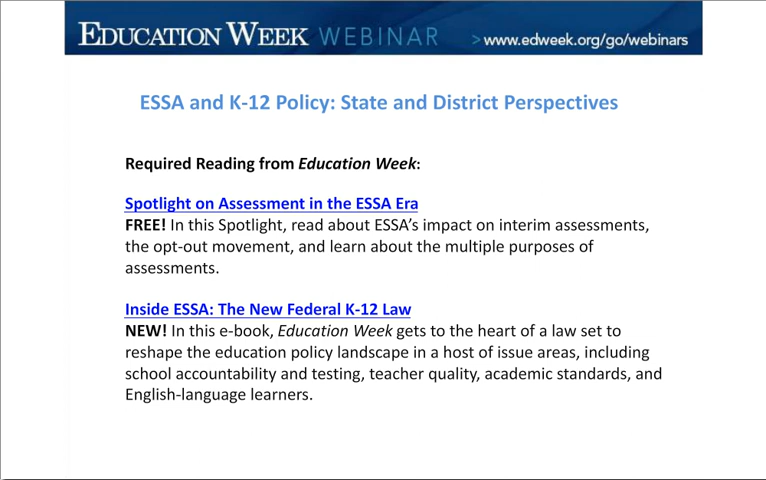 EDUCATION WEEK WEBINAR >www.edweek.org/go/webinars
ESSA and K-12 Policy: State and District Perspectives
Required Reading from Education Week:
Spotlight on Assessment in the ESSA Era
FREE! In this Spotlight, read about ESSA’s impact on interim assessments,
the opt-out movement, and learn about the multiple purposes of
assessments.
Inside ESSA: The New Federal K-12 Law
NEW! In this e-book, Education Week gets to the heart of a law set to
reshape the education policy landscape in a host of issue areas, including
school accountability and testing, teacher quality, academic standards, and
English-language learners.